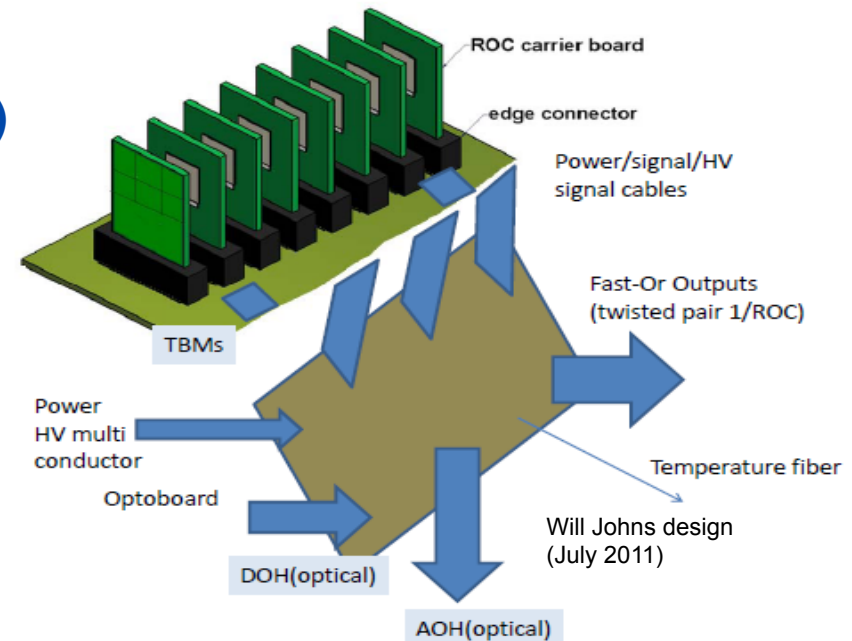 ROC carrier board
edge connector
Power/signal/HV
signal cables
Fast-Or Outputs
(twisted pair 1/ROC)
TBMs
Power
HV multi
conductor
Temperature fiber
Optoboard
Will Johns design
(July 2011)
DOH(optical)
AOH(optical)